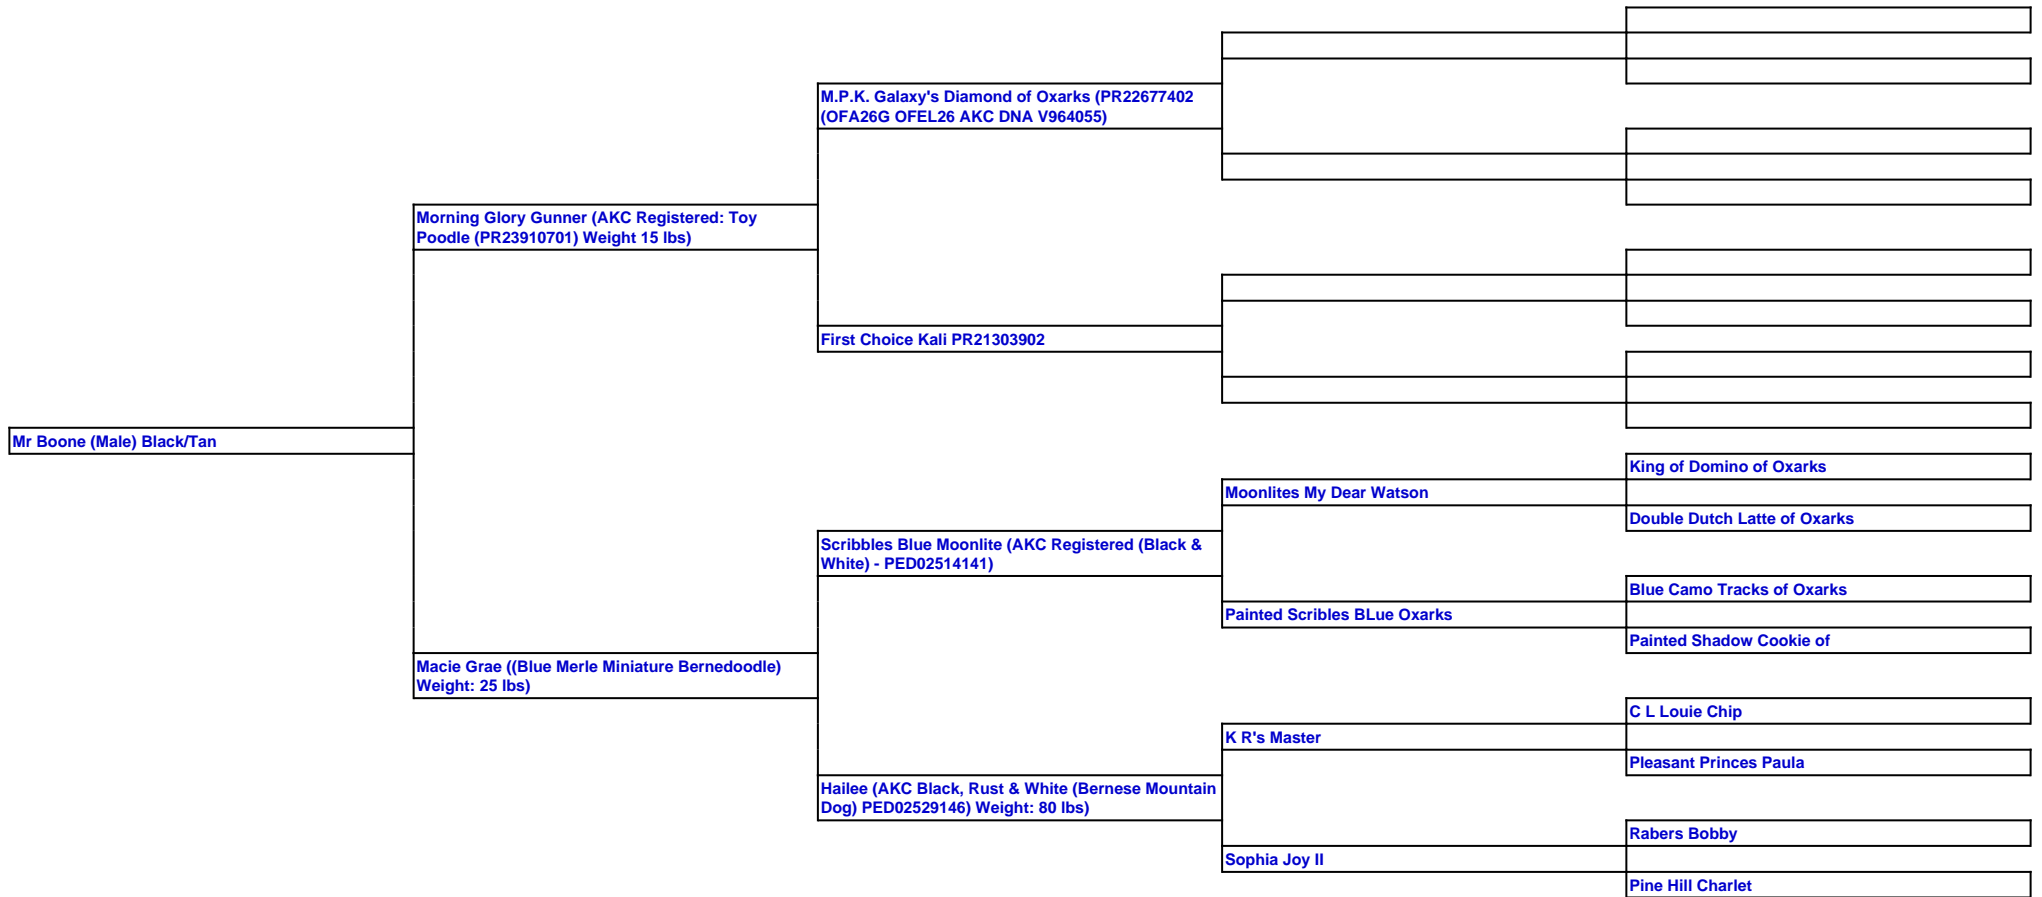 M.P.K. Galaxy's Diamond of Oxarks (PR22677402
(OFA26G OFEL26 AKC DNA V964055)
Morning Glory Gunner (AKC Registered: Toy
Poodle (PR23910701) Weight 15 lbs)
First Choice Kali PR21303902
Mr Boone (Male) Black/Tan
King of Domino of Oxarks
Moonlites My Dear Watson
Double Dutch Latte of Oxarks
Scribbles Blue Moonlite (AKC Registered (Black &
White) - PED02514141)
Blue Camo Tracks of Oxarks
Painted Scribles BLue Oxarks
Painted Shadow Cookie of
Macie Grae ((Blue Merle Miniature Bernedoodle)
Weight: 25 lbs)
C L Louie Chip
K R's Master
Pleasant Princes Paula
Hailee (AKC Black, Rust & White (Bernese Mountain
Dog) PED02529146) Weight: 80 lbs)
Rabers Bobby
Sophia Joy II
Pine Hill Charlet